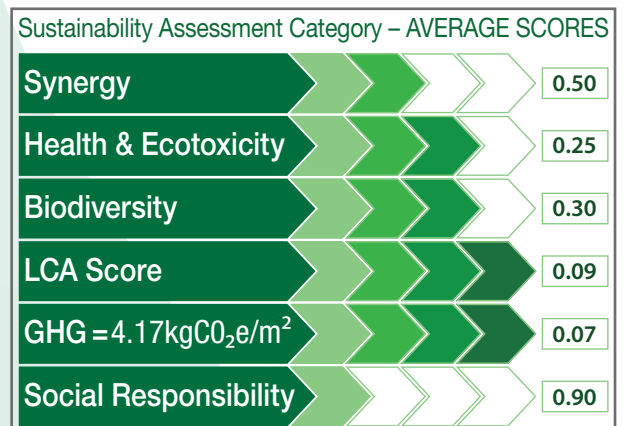 Sustainability Assessment Category – AVERAGE SCORES
Synergy 0.50
Health & Ecotoxicity 0.25
Biodiversity 0.30
LCA Score 0.09
GHG = 4.17kgC0₂e/m² 0.07
Social Responsibility 0.90